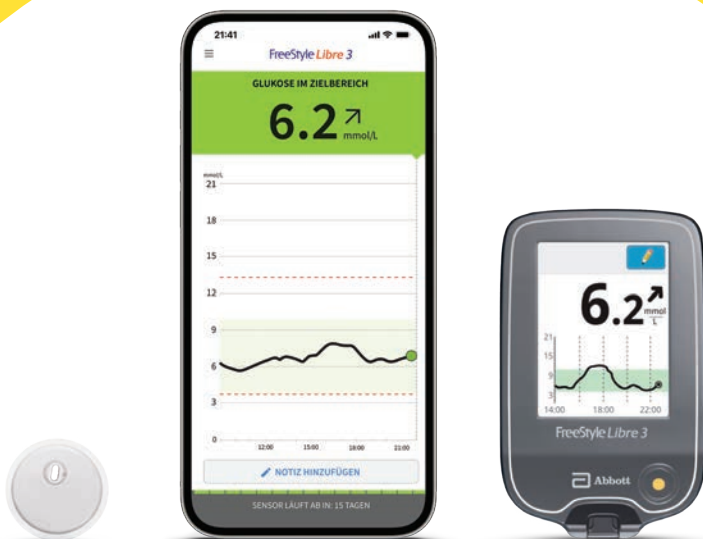 21:41
FreeStyle Libre 3
GLUKOSE IM ZIELBEREICH
6.2
mmol/L
mmol/L
21
18
15
12
9
6
3
0
12:00 15:00 18:00 21:00
NOTIZ HINZUFÜGEN
SENSOR LÄUFT AB IN: 15 TAGEN
6.2
mmol
L
21
15
9
3
14:00 18:00 22:00
FreeStyle Libre 3
Abbott